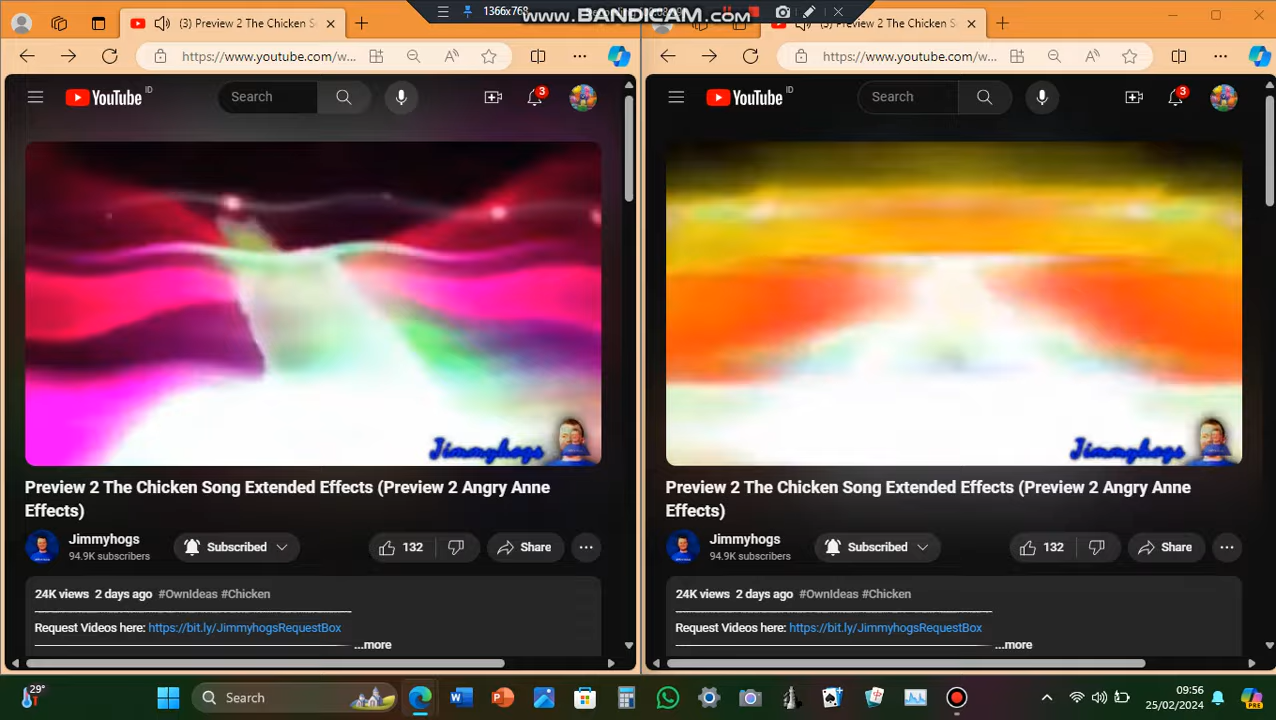 www.BANDICAM.com
1366x768
(3) Preview 2 The Chicken S
https://www.youtube.com/w...
YouTube ID
Search
3
Jimmyhogs
Preview 2 The Chicken Song Extended Effects (Preview 2 Angry Anne
Effects)
Jimmyhogs
94.9K subscribers
Subscribed
132
Share
24K views 2 days ago #OwnIdeas #Chicken
Request Videos here: https://bit.ly/JimmyhogsRequestBox
...more
Preview 2 The Chicken S
https://www.youtube.com/w...
YouTube ID
Search
3
Jimmyhogs
Preview 2 The Chicken Song Extended Effects (Preview 2 Angry Anne
Effects)
Jimmyhogs
94.9K subscribers
Subscribed
132
Share
24K views 2 days ago #OwnIdeas #Chicken
Request Videos here: https://bit.ly/JimmyhogsRequestBox
...more
29°
Search
09:56
25/02/2024
PRE